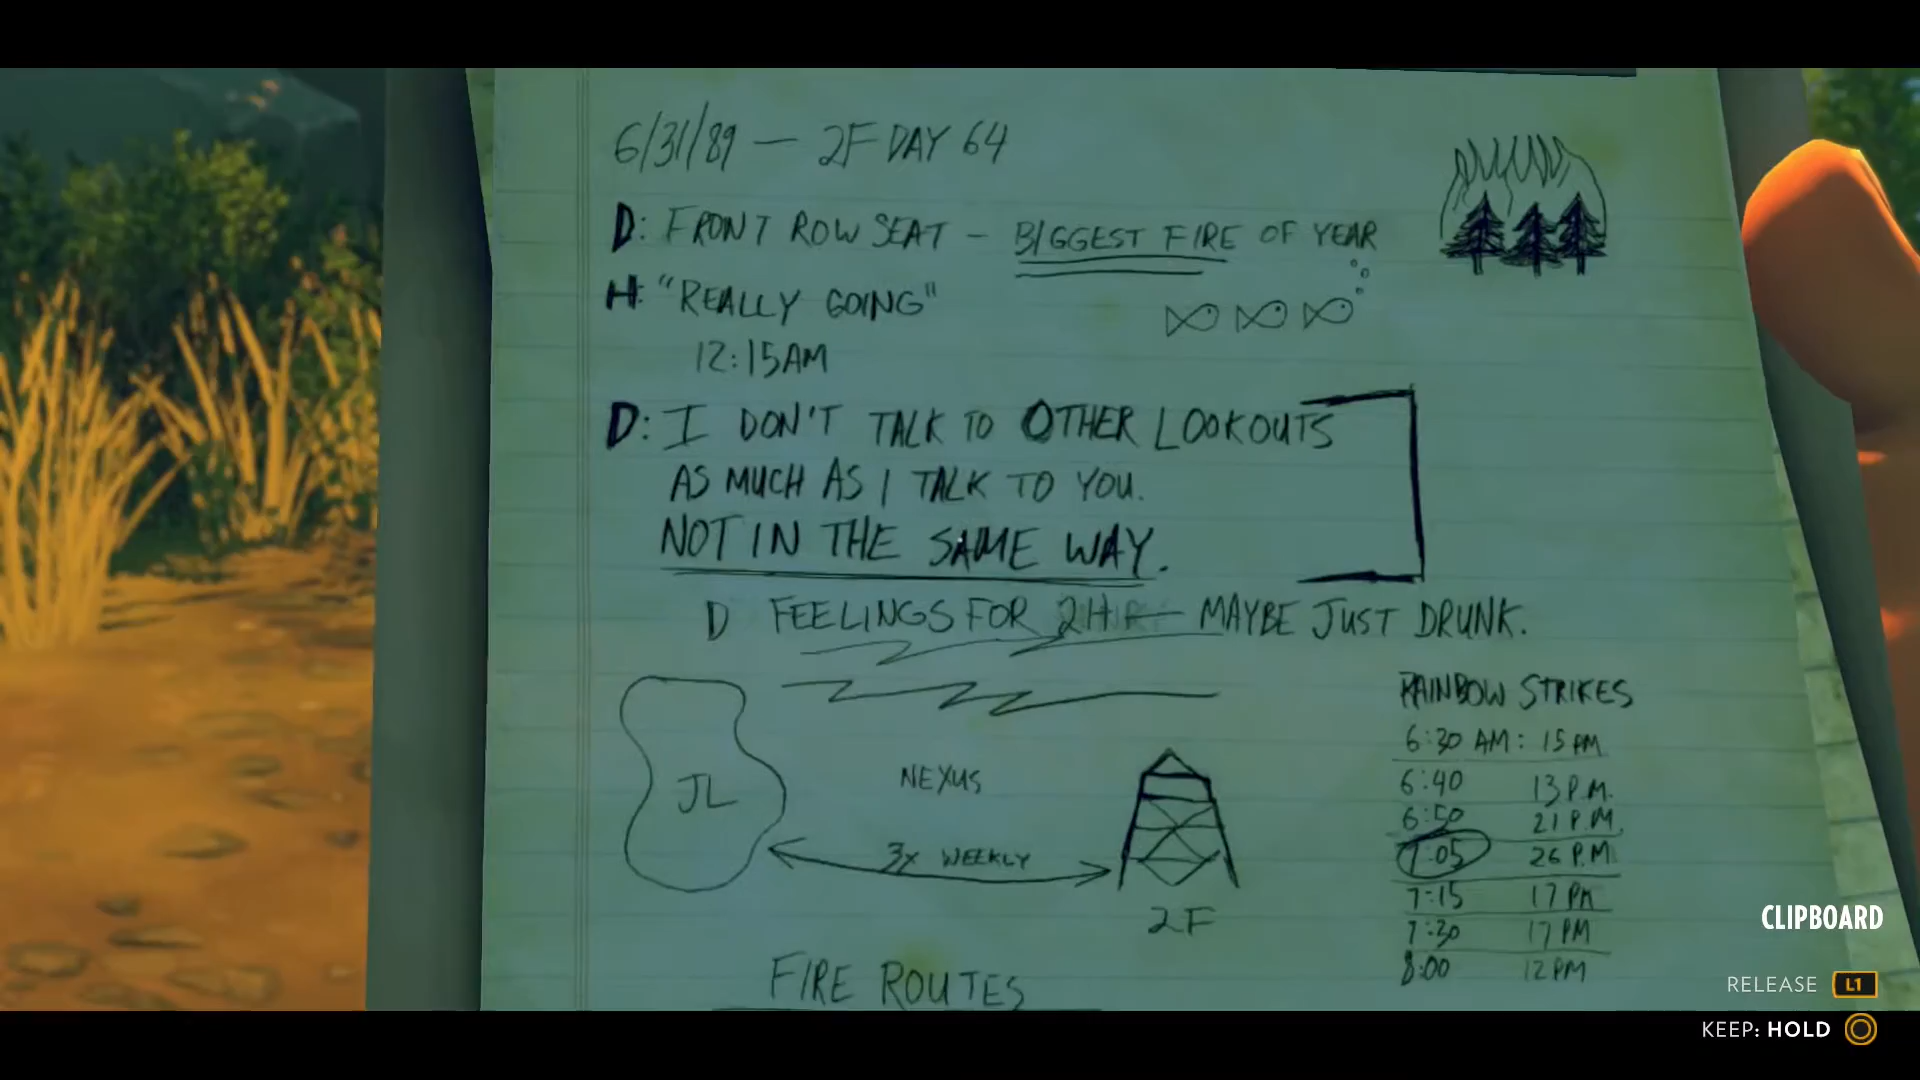 6/31/89 — 2F DAY 64
D: FRONT ROW SEAT - BIGGEST FIRE OF YEAR
H: "REALLY GOING"
12:15AM
D: I DON'T TALK TO OTHER LOOKOUTS
AS MUCH AS I TALK TO YOU.
NOT IN THE SAME WAY.
D FEELINGS FOR — MAYBE JUST DRUNK.
JL
NEXUS
3X WEEKLY
2F
RAINBOW STRIKES
6:30 AM: 15 PM
6:40 13 P.M.
6:50 21 P.M.
7:05 26 P.M
7:15 17 PM
7:30 17 PM
8:00 12 PM
FIRE ROUTES
CLIPBOARD
RELEASE L1
KEEP: HOLD